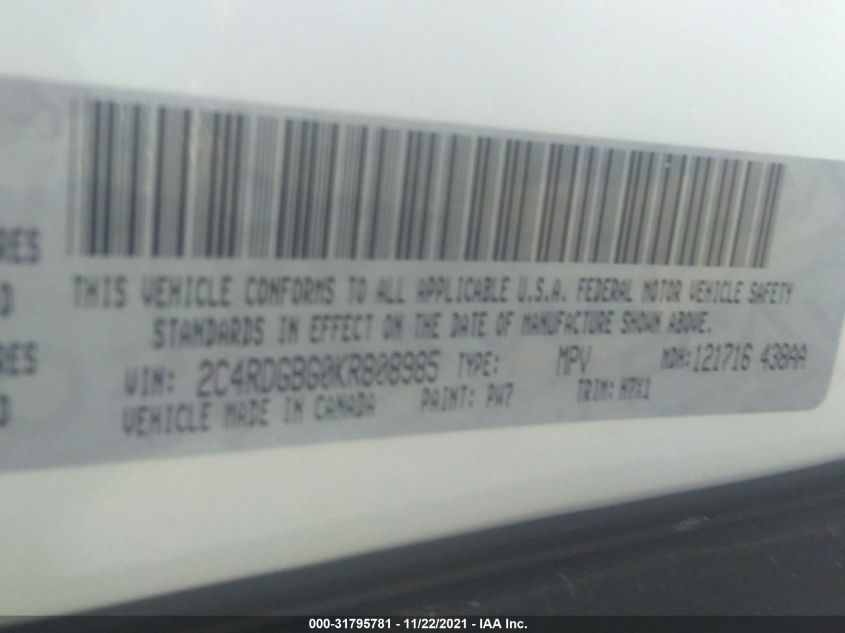 RES
D
RES
D
THIS VEHICLE CONFORMS TO ALL APPLICABLE U.S.A. FEDERAL MOTOR VEHICLE SAFETY
STANDARDS IN EFFECT ON THE DATE OF MANUFACTURE SHOWN ABOVE.
VIN: 2C4RDGBG0KR808985 TYPE: MPV MDH: 121716 438AA
VEHICLE MADE IN CANADA PAINT: PW7 TRIM: H7X1
000-31795781 - 11/22/2021 - IAA Inc.